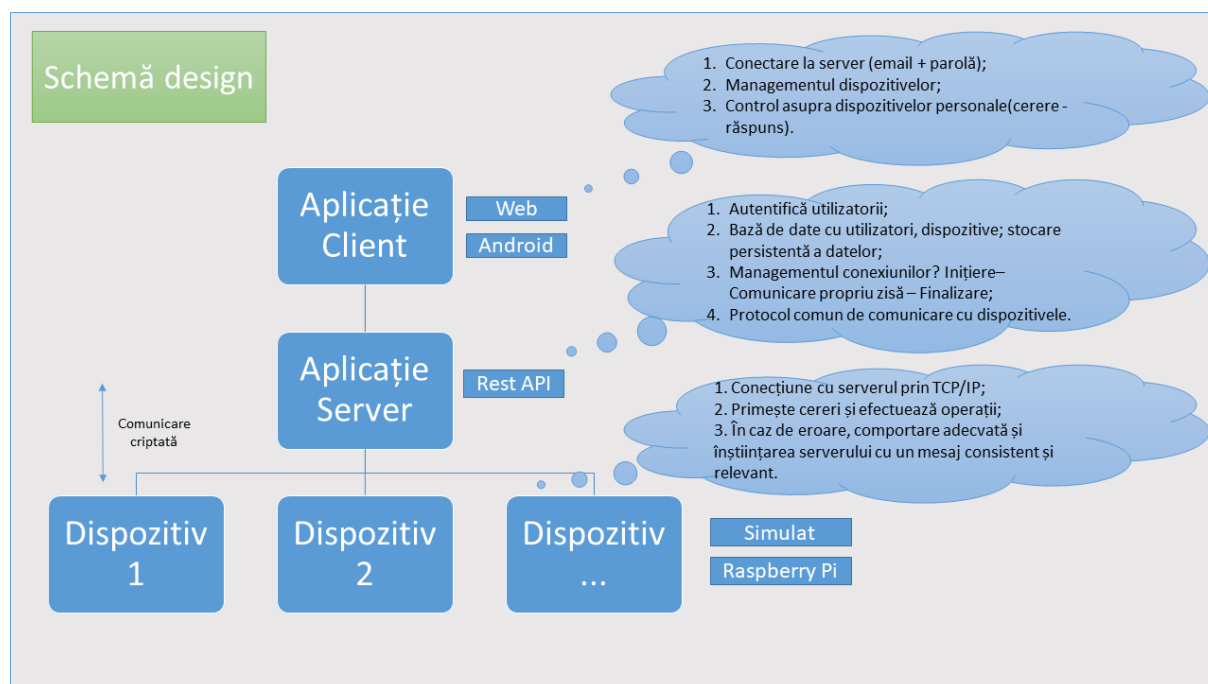 Schemă design
1. Conectare la server (email + parolă);
2. Managementul dispozitivelor;
3. Control asupra dispozitivelor personale(cerere -
răspuns).
Aplicație
Client
Web
Android
1. Autentifică utilizatorii;
2. Bază de date cu utilizatori, dispozitive; stocare
persistentă a datelor;
3. Managementul conexiunilor? Inițiere–
Comunicare propriu zisă – Finalizare;
4. Protocol comun de comunicare cu dispozitivele.
Aplicație
Server
Rest API
Comunicare
criptată
1. Conecțiune cu serverul prin TCP/IP;
2. Primește cereri și efectuează operații;
3. În caz de eroare, comportare adecvată și
înștiințarea serverului cu un mesaj consistent și
relevant.
Dispozitiv
1
Dispozitiv
2
Dispozitiv
...
Simulat
Raspberry Pi